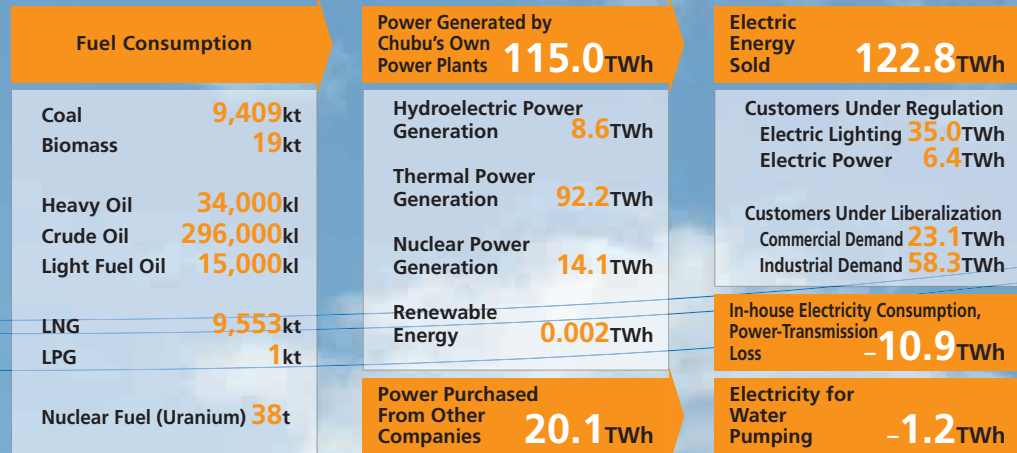 Fuel Consumption
Coal 9,409kt
Biomass 19kt
Heavy Oil 34,000kl
Crude Oil 296,000kl
Light Fuel Oil 15,000kl
LNG 9,553kt
LPG 1kt
Nuclear Fuel (Uranium) 38t
Power Generated by
Chubu's Own
Power Plants 115.0TWh
Hydroelectric Power
Generation 8.6TWh
Thermal Power
Generation 92.2TWh
Nuclear Power
Generation 14.1TWh
Renewable
Energy 0.002TWh
Power Purchased
From Other
Companies 20.1TWh
Electric
Energy
Sold 122.8TWh
Customers Under Regulation
Electric Lighting 35.0TWh
Electric Power 6.4TWh
Customers Under Liberalization
Commercial Demand 23.1TWh
Industrial Demand 58.3TWh
In-house Electricity Consumption,
Power-Transmission
Loss –10.9TWh
Electricity for
Water
Pumping –1.2TWh